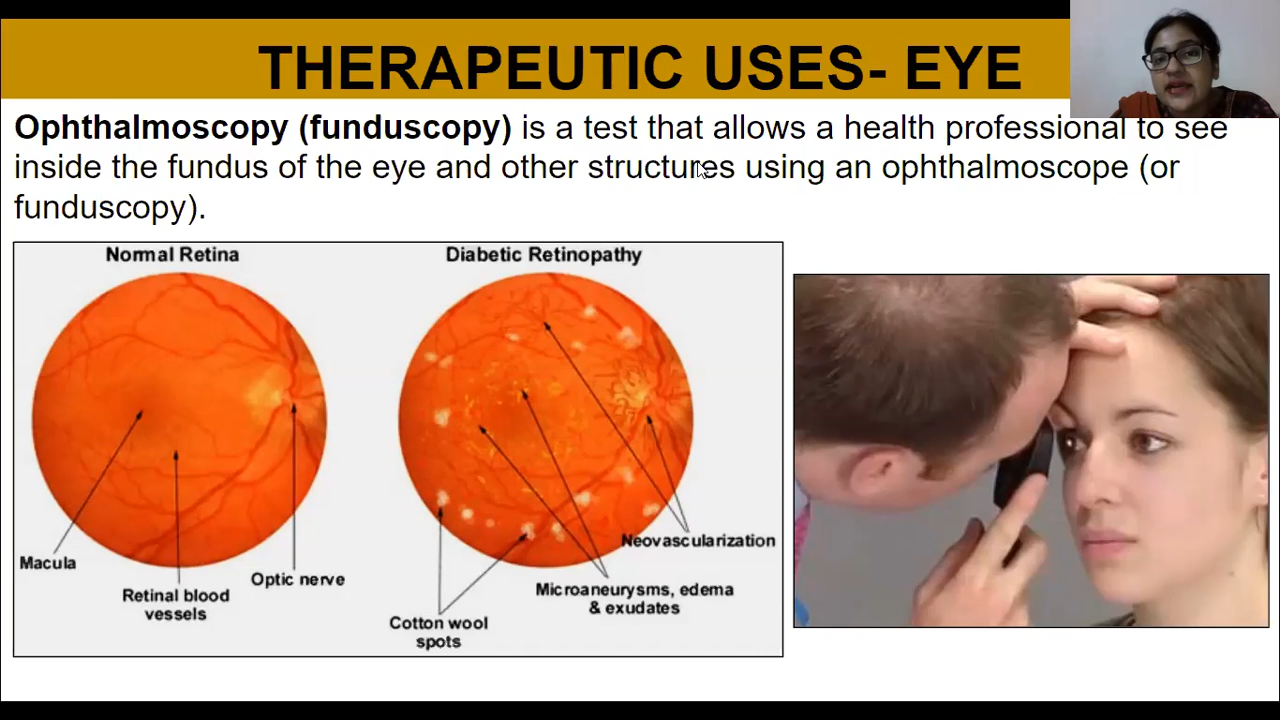 THERAPEUTIC USES- EYE
Ophthalmoscopy (funduscopy) is a test that allows a health professional to see
inside the fundus of the eye and other structures using an ophthalmoscope (or
funduscopy).
Normal Retina
Diabetic Retinopathy
Macula
Retinal blood
vessels
Optic nerve
Cotton wool
spots
Microaneurysms, edema
& exudates
Neovascularization